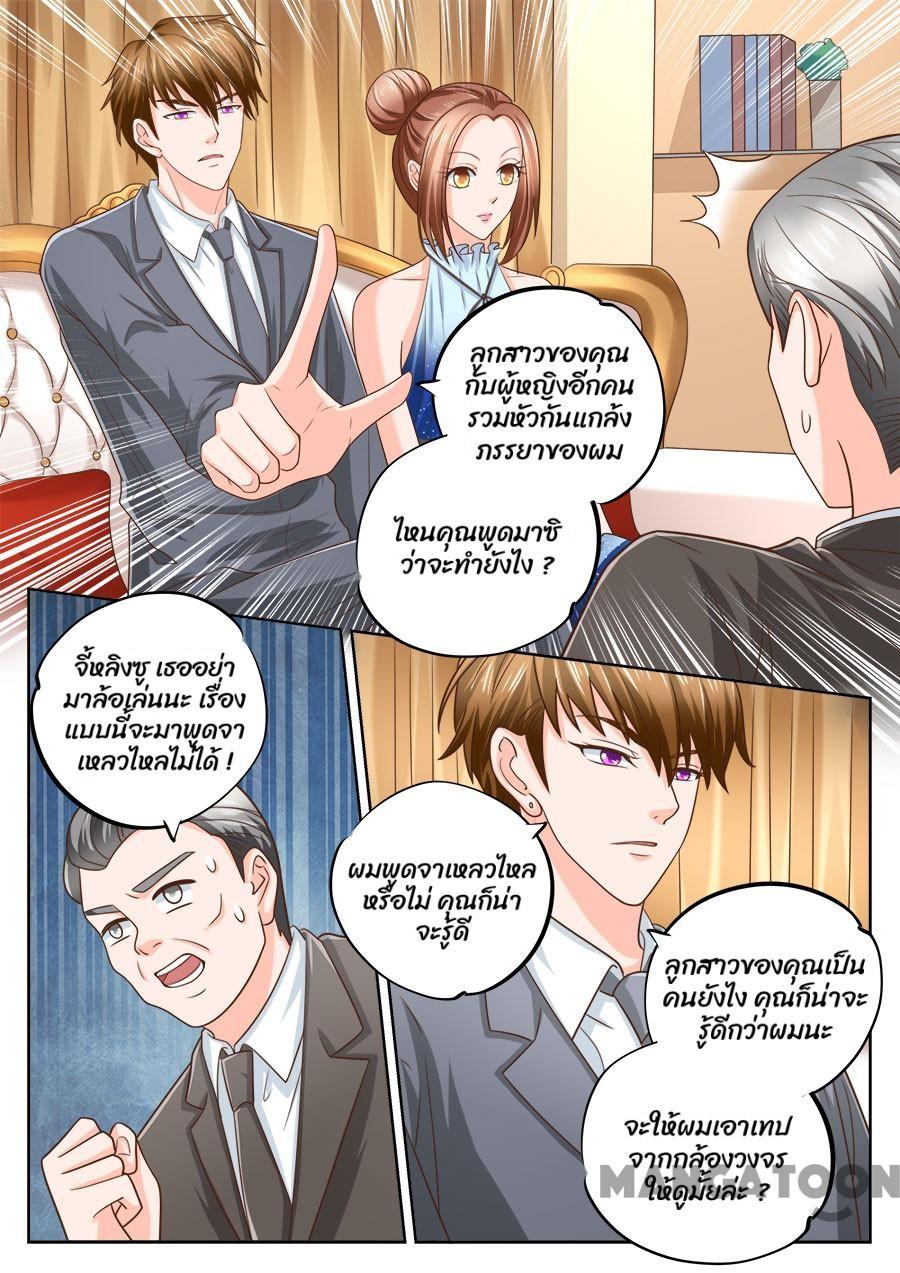 ลูกสาวของคุณ
กับผู้หญิงอีกคน
รวมหัวกันแกล้ง
ภรรยาของผม
ไหนคุณพูดมาซิ
ว่าจะทำยังไง ?
จี้หลิงซู เธออย่า
มาล้อเล่นนะ เรื่อง
แบบนี้จะมาพูดจา
เหลวไหลไม่ได้ !
ผมพูดจาเหลวไหล
หรือไม่ คุณก็น่า
จะรู้ดี
ลูกสาวของคุณเป็น
คนยังไง คุณก็น่าจะ
รู้ดีกว่าผมนะ
จะให้ผมเอาเทป
จากกล้องวงจร
ให้ดูมั้ยล่ะ ?
MANGATOON